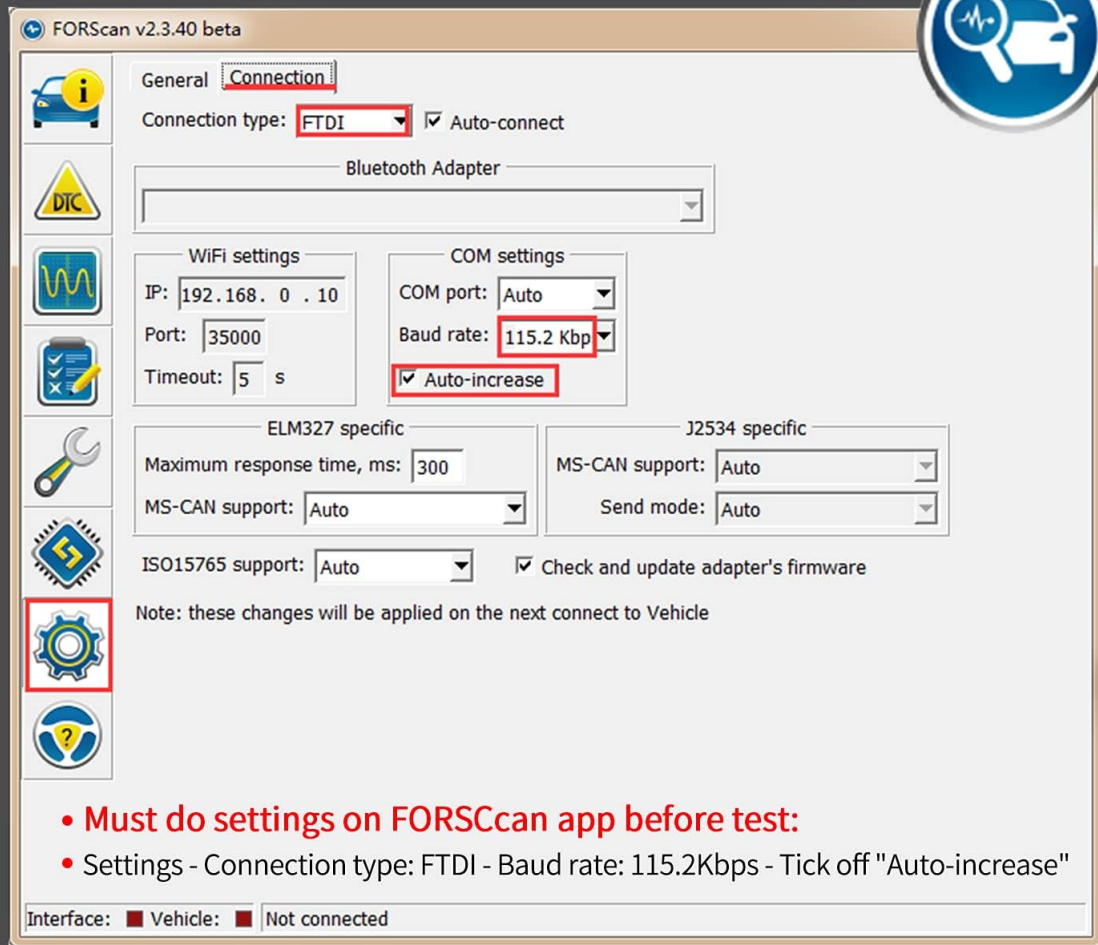 FORScan v2.3.40 beta
General Connection
Connection type: FTDI Auto-connect
Bluetooth Adapter
WiFi settings
IP: 192.168. 0 . 10
Port: 35000
Timeout: 5 s
COM settings
COM port: Auto
Baud rate: 115.2 Kbp
Auto-increase
ELM327 specific
Maximum response time, ms: 300
MS-CAN support: Auto
J2534 specific
MS-CAN support: Auto
Send mode: Auto
ISO15765 support: Auto Check and update adapter's firmware
Note: these changes will be applied on the next connect to Vehicle
i
DTC
?
• Must do settings on FORSCcan app before test:
• Settings - Connection type: FTDI - Baud rate: 115.2Kbps - Tick off "Auto-increase"
Interface: Vehicle: Not connected